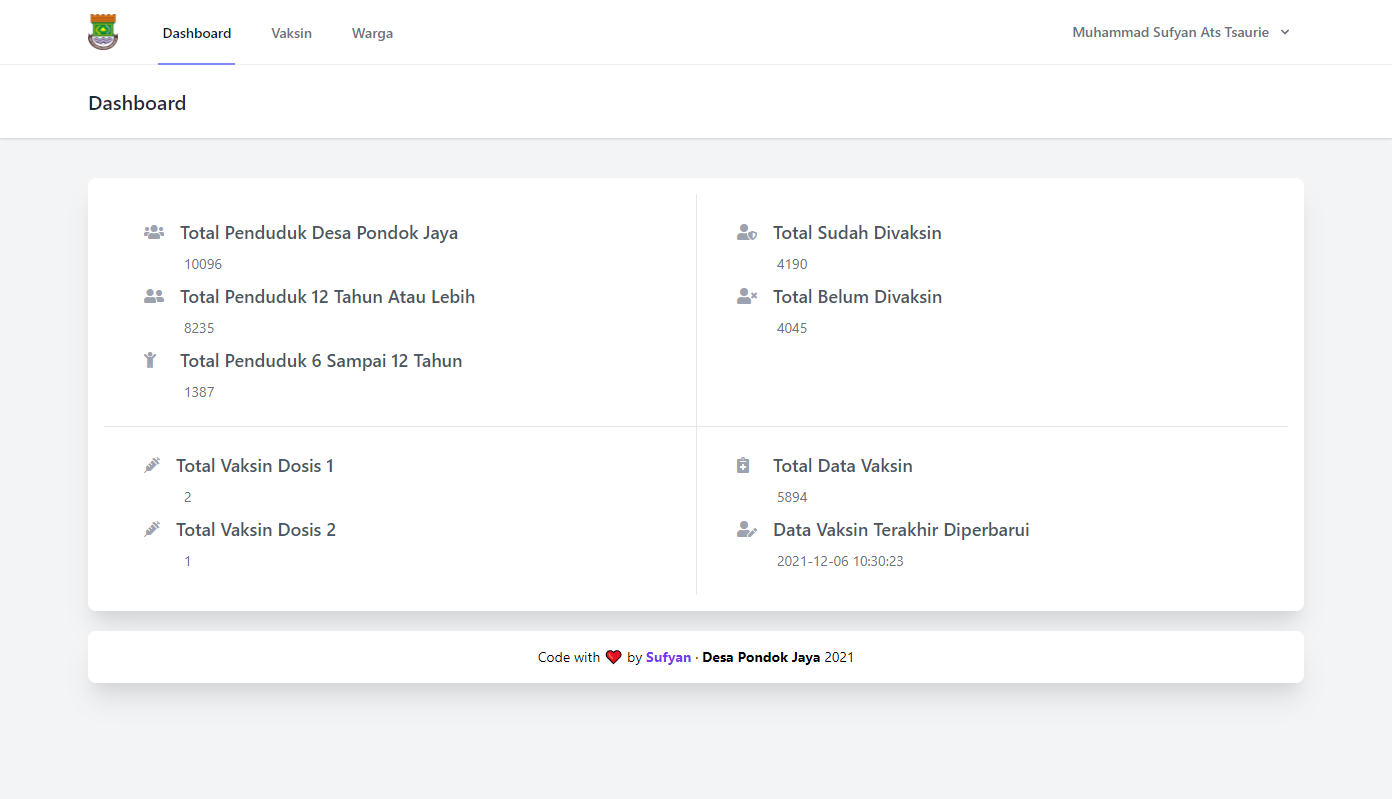 Dashboard
Vaksin
Warga
Muhammad Sufyan Ats Tsaurie
Dashboard
Total Penduduk Desa Pondok Jaya
10096
Total Penduduk 12 Tahun Atau Lebih
8235
Total Penduduk 6 Sampai 12 Tahun
1387
Total Sudah Divaksin
4190
Total Belum Divaksin
4045
Total Vaksin Dosis 1
2
Total Vaksin Dosis 2
1
Total Data Vaksin
5894
Data Vaksin Terakhir Diperbarui
2021-12-06 10:30:23
Code with ❤️ by Sufyan · Desa Pondok Jaya 2021